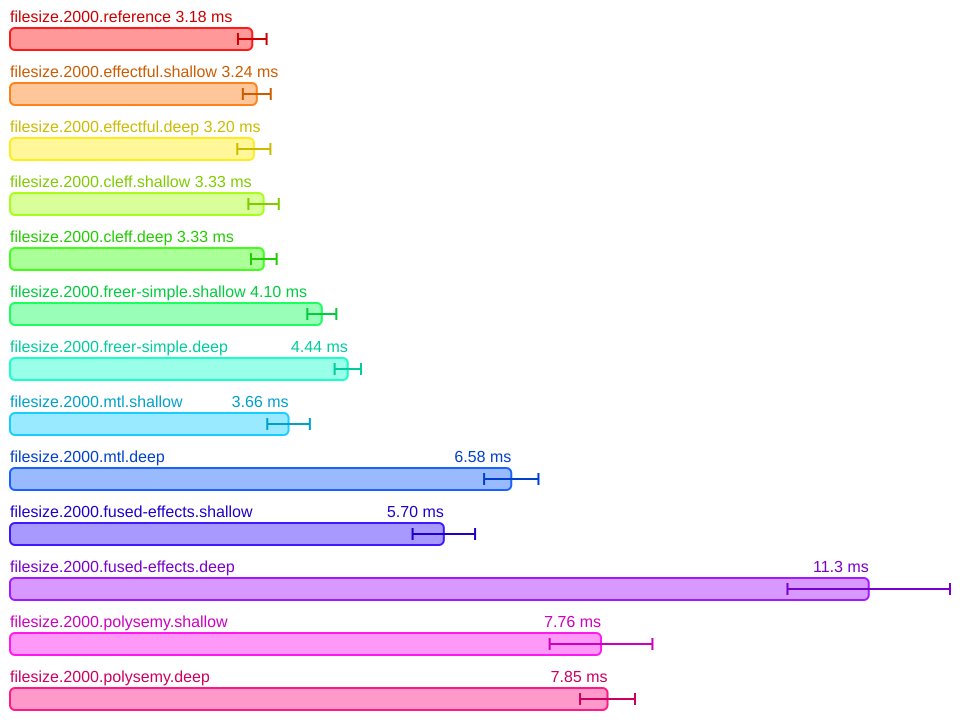 filesize.2000.reference 3.18 ms
filesize.2000.effectful.shallow 3.24 ms
filesize.2000.effectful.deep 3.20 ms
filesize.2000.cleff.shallow 3.33 ms
filesize.2000.cleff.deep 3.33 ms
filesize.2000.freer-simple.shallow 4.10 ms
filesize.2000.freer-simple.deep 4.44 ms
filesize.2000.mtl.shallow 3.66 ms
filesize.2000.mtl.deep 6.58 ms
filesize.2000.fused-effects.shallow 5.70 ms
filesize.2000.fused-effects.deep 11.3 ms
filesize.2000.polysemy.shallow 7.76 ms
filesize.2000.polysemy.deep 7.85 ms